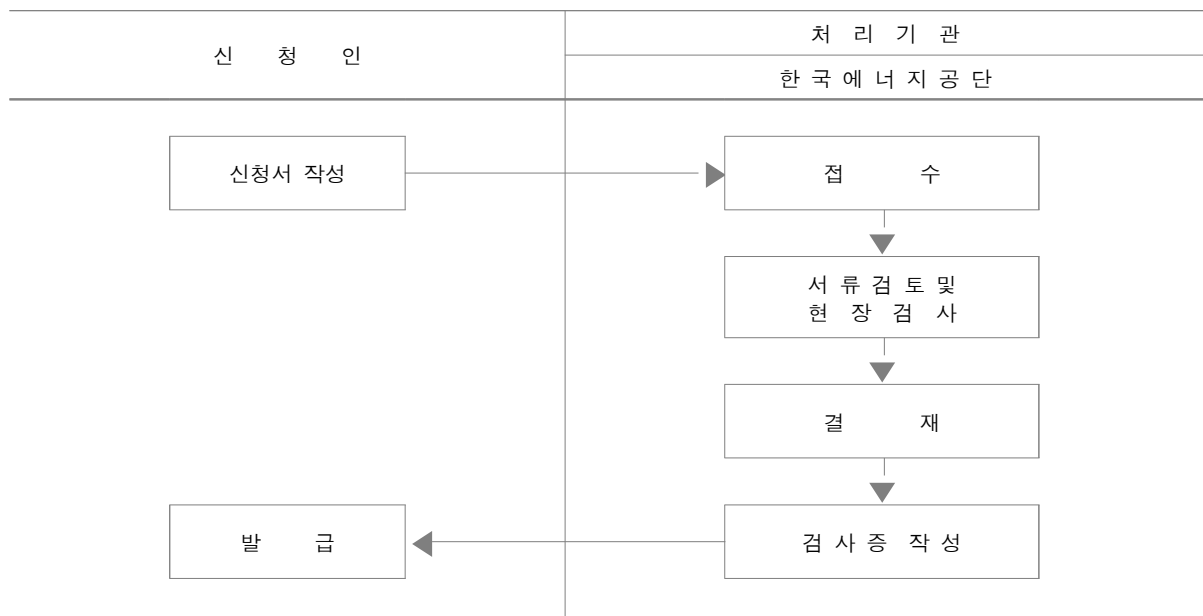 신 청 인
처 리 기 관
한 국 에 너 지 공 단
신청서 작성
접 수
서 류 검 토 및
현 장 검 사
결 재
발 급
검 사 증 작 성